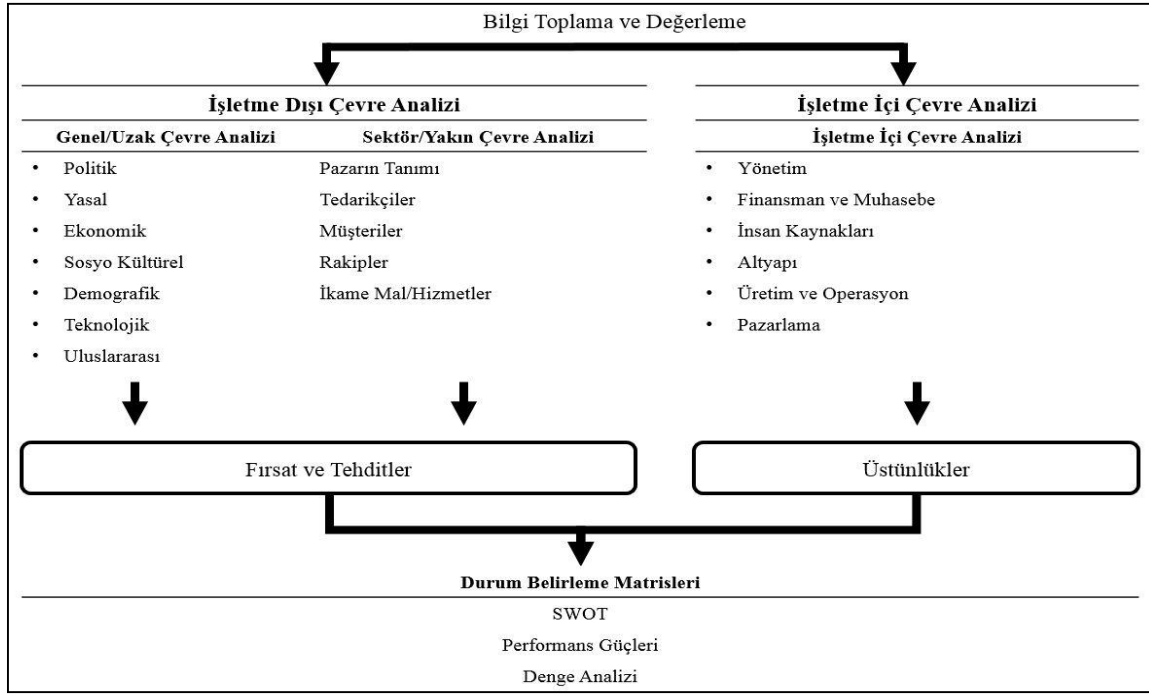 Bilgi Toplama ve Değerleme
İşletme Dışı Çevre Analizi
Genel/Uzak Çevre Analizi
• Politik
• Yasal
• Ekonomik
• Sosyo Kültürel
• Demografik
• Teknolojik
• Uluslararası
Sektör/Yakın Çevre Analizi
Pazarın Tanımı
Tedarikçiler
Müşteriler
Rakipler
İkame Mal/Hizmetler
İşletme İçi Çevre Analizi
İşletme İçi Çevre Analizi
• Yönetim
• Finansman ve Muhasebe
• İnsan Kaynakları
• Altyapı
• Üretim ve Operasyon
• Pazarlama
Fırsat ve Tehditler
Üstünlükler
Durum Belirleme Matrisleri
SWOT
Performans Güçleri
Denge Analizi